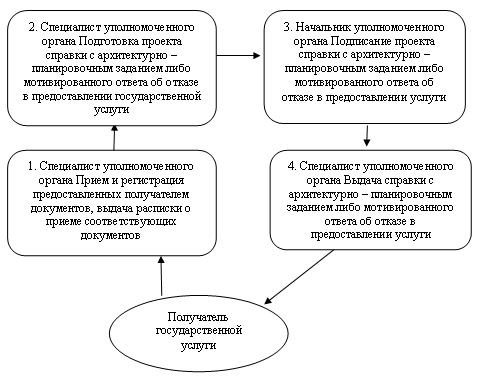 2. Специалист уполномоченного
органа Подготовка проекта
справки с архитектурно –
планировочным заданием либо
мотивированного ответа об отказе
в предоставлении государственной
услуги
3. Начальник уполномоченного
органа Подписание проекта
справки с архитектурно –
планировочным заданием либо
мотивированного ответа об
отказе в предоставлении услуги
1. Специалист уполномоченного
органа Прием и регистрация
предоставленных получателем
документов, выдача расписки о
приеме соответствующих
документов
4. Специалист уполномоченного
органа Выдача справки с
архитектурно – планировочным
заданием либо мотивированного
ответа об отказе в
предоставлении услуги
Получатель
государственной
услуги